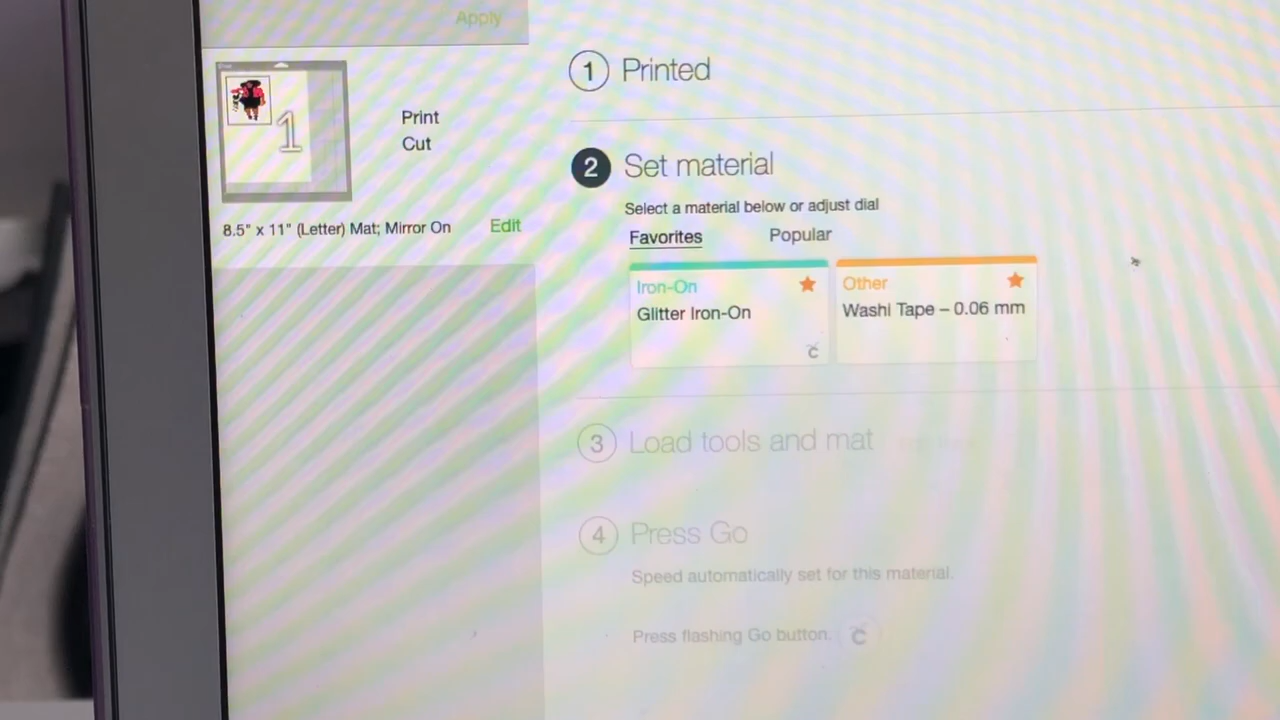 Apply
1
Print
Cut
8.5" x 11" (Letter) Mat; Mirror On
Edit
1 Printed
2 Set material
Select a material below or adjust dial
Favorites
Popular
Iron-On
Glitter Iron-On
Other
Washi Tape – 0.06 mm
3 Load tools and mat
4 Press Go
Speed automatically set for this material.
Press flashing Go button.